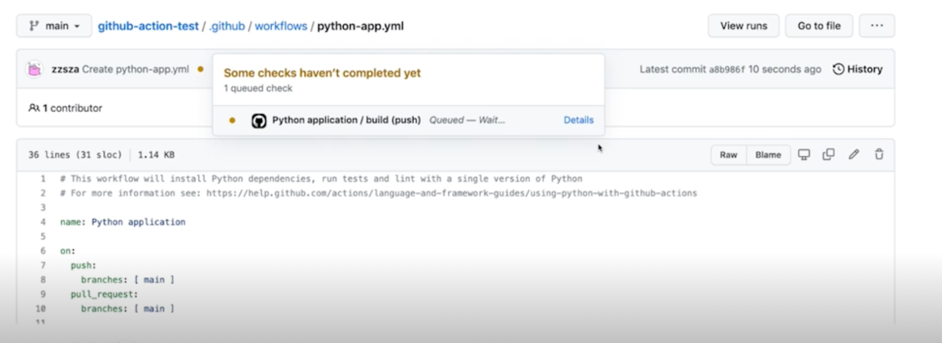 main github-action-test / .github / workflows / python-app.yml View runs Go to file ...
zzsza Create python-app.yml Latest commit a8b986f 10 seconds ago History
Some checks haven't completed yet
1 queued check
1 contributor
Python application / build (push) Queued — Wait... Details
36 lines (31 sloc) 1.14 KB Raw Blame
1 # This workflow will install Python dependencies, run tests and lint with a single version of Python
2 # For more information see: https://help.github.com/actions/language-and-framework-guides/using-python-with-github-actions
3
4 name: Python application
5
6 on:
7 push:
8 branches: [ main ]
9 pull_request:
10 branches: [ main ]
11